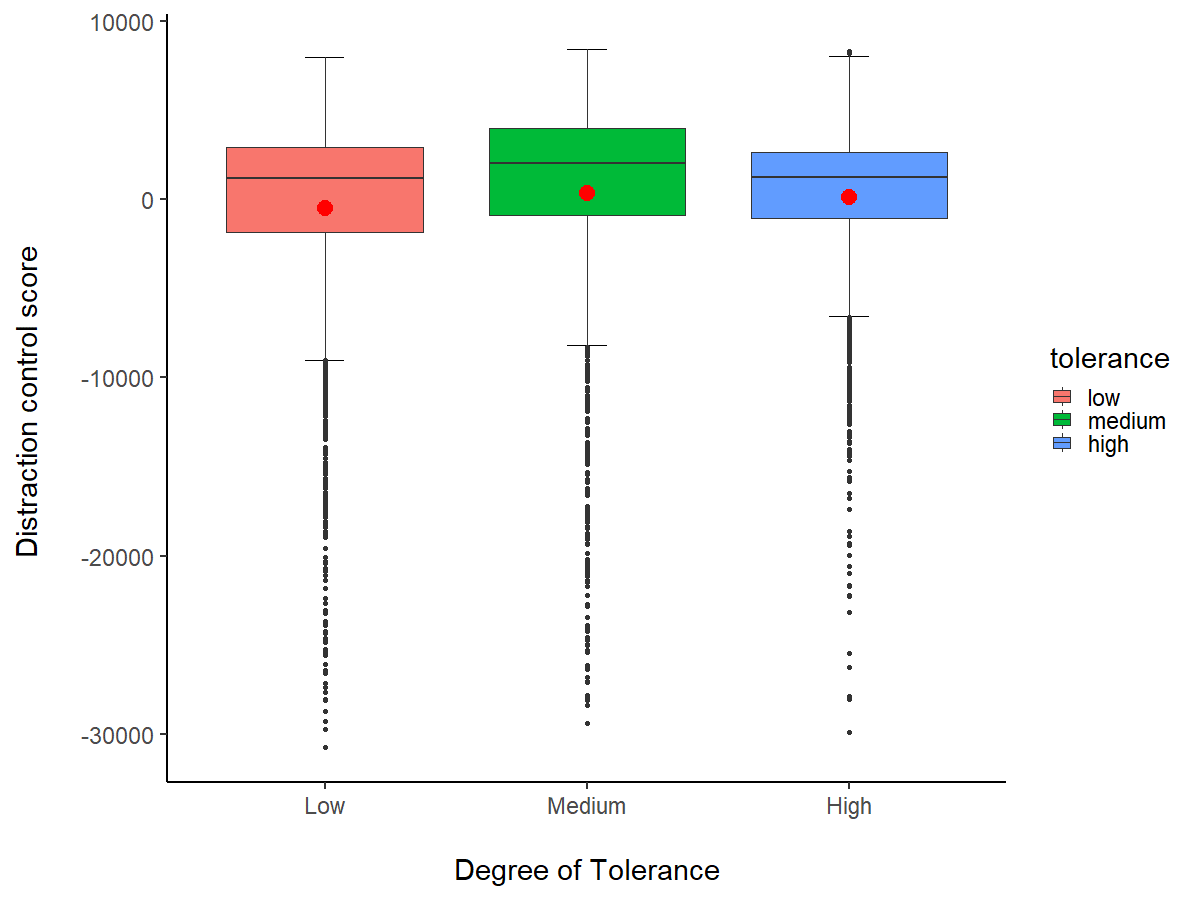 10000
0
-10000
-20000
-30000
Distraction control score
Low
Medium
High
Degree of Tolerance
tolerance
low
medium
high